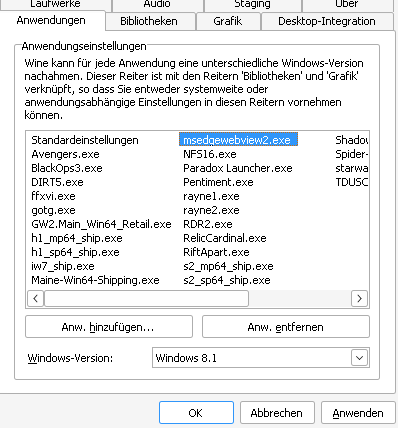 Laufwerke Audio Staging Über
Anwendungen Bibliotheken Grafik Desktop-Integration
Anwendungseinstellungen
Wine kann für jede Anwendung eine unterschiedliche Windows-Version
nachahmen. Dieser Reiter ist mit den Reitern 'Bibliotheken' und 'Grafik'
verknüpft, so dass Sie entweder systemweite oder
anwendungsabhängige Einstellungen in diesen Reitern vornehmen
können.
Standardeinstellungen msedgewebview2.exe Shado
Avengers.exe NFS16.exe Spider-
BlackOps3.exe Paradox Launcher.exe starwa
DIRT5.exe Pentiment.exe TDUSC
ffxvi.exe rayne1.exe
gotg.exe rayne2.exe
GW2.Main_Win64_Retail.exe RDR2.exe
h1_mp64_ship.exe RelicCardinal.exe
h1_sp64_ship.exe RiftApart.exe
iw7_ship.exe s2_mp64_ship.exe
Maine-Win64-Shipping.exe s2_sp64_ship.exe
Anw. hinzufügen... Anw. entfernen
Windows-Version: Windows 8.1
OK Abbrechen Anwenden